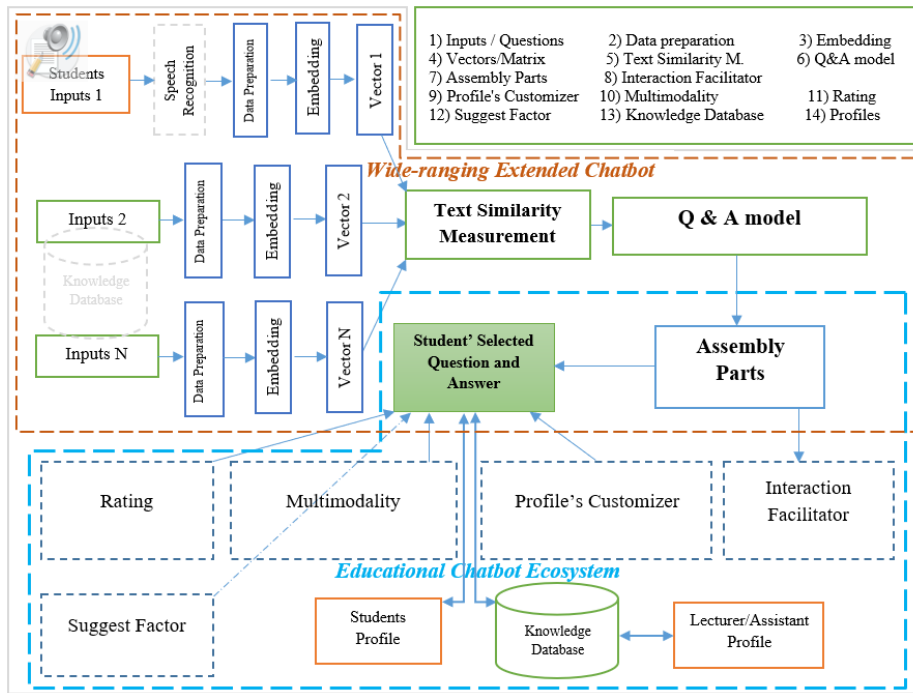 1) Inputs / Questions 2) Data preparation 3) Embedding
4) Vectors/Matrix 5) Text Similarity M. 6) Q&A model
7) Assembly Parts 8) Interaction Facilitator
9) Profile's Customizer 10) Multimodality 11) Rating
12) Suggest Factor 13) Knowledge Database 14) Profiles
Students
Inputs 1
Speech
Recognition
Data Preparation
Embedding
Vector 1
Wide-ranging Extended Chatbot
Inputs 2
Data Preparation
Embedding
Vector 2
Text Similarity
Measurement
Q & A model
Knowledge
Database
Inputs N
Data Preparation
Embedding
Vector N
Student' Selected
Question and
Answer
Assembly
Parts
Rating
Multimodality
Profile's Customizer
Interaction
Facilitator
Educational Chatbot Ecosystem
Suggest Factor
Students
Profile
Knowledge
Database
Lecturer/Assistant
Profile